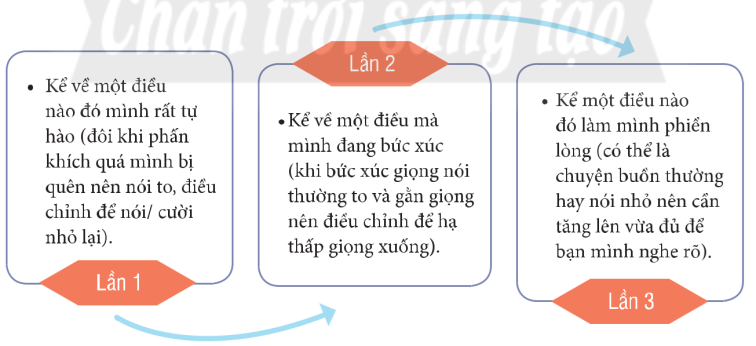 Chân trời sáng tạo
• Kể về một điều
nào đó mình rất tự
hào (đôi khi phấn
khích quá mình bị
quên nên nói to, điều
chỉnh để nói/ cười
nhỏ lại).
Lần 1
Lần 2
• Kể về một điều mà
mình đang bức xúc
(khi bức xúc giọng nói
thường to và gằn giọng
nên điều chỉnh để hạ
thấp giọng xuống).
• Kể một điều nào
đó làm mình phiền
lòng (có thể là
chuyện buồn thường
hay nói nhỏ nên cần
tăng lên vừa đủ để
bạn mình nghe rõ).
Lần 3